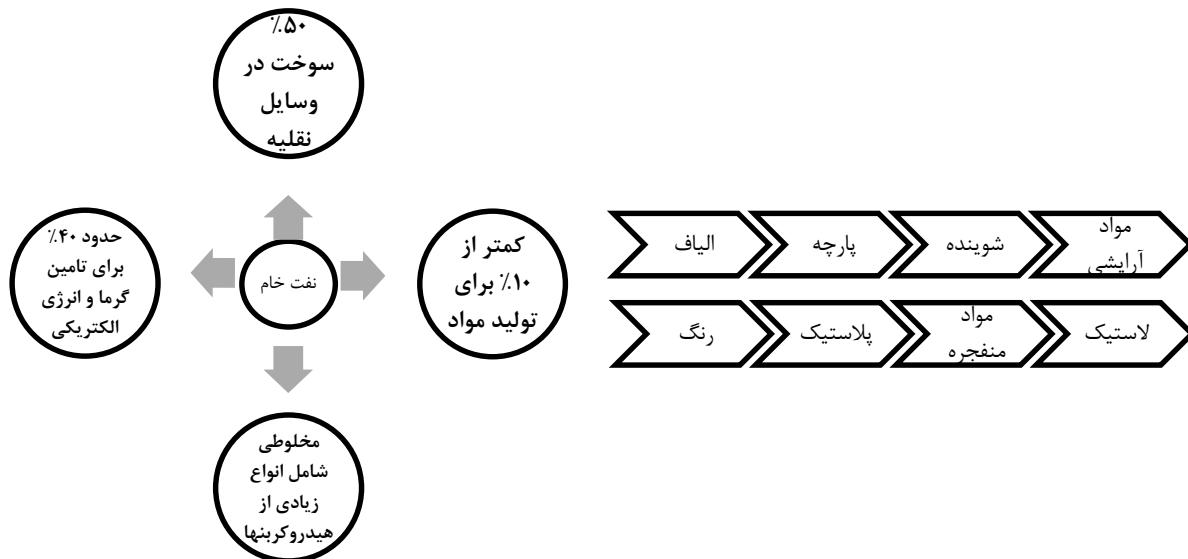 ٪۵۰
سوخت در
وسایل
نقلیه
حدود ۴۰٪
برای تامین
گرما و انرژی
الکتریکی
نفت خام
کمتر از
۱۰٪ برای
تولید مواد
مخلوطی
شامل انواع
زیادی از
هیدروکربنها
الیاف
پارچه
شوینده
مواد
آرایشی
رنگ
پلاستیک
مواد
منفجره
لاستیک